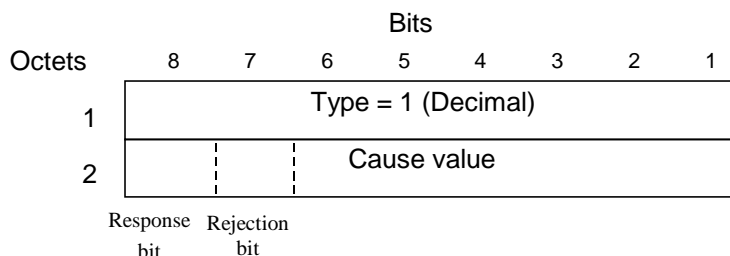 Bits
Octets 8 7 6 5 4 3 2 1
1 Type = 1 (Decimal)
2 Cause value
Response Rejection
bit bit